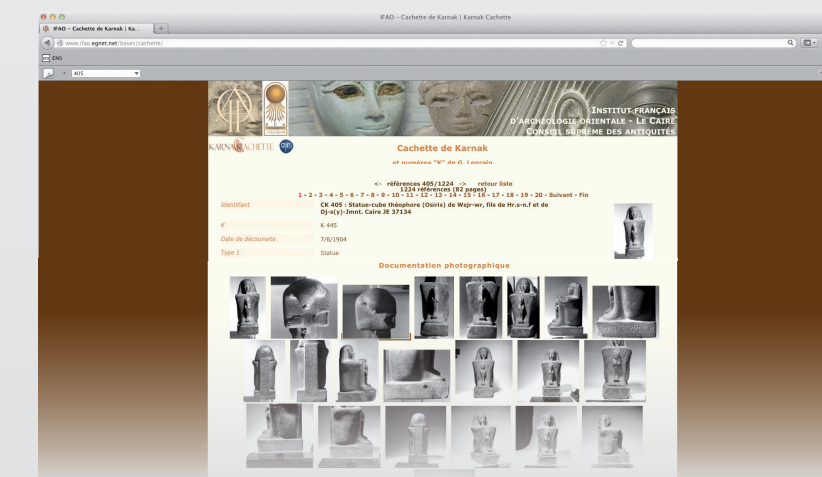 IFAO – Cachette de Karnak | Karnak Cachette
IFAO – Cachette de Karnak | Ka...
www.ifao.egnet.net/bases/cachette/
ENS
405
INSTITUT FRANÇAIS
D'ARCHÉOLOGIE ORIENTALE - LE CAIRE
CONSEIL SUPRÊME DES ANTIQUITÉS
KARNAK CACHETTE
ifao
Cachette de Karnak
et numéros "K" de G. Legrain
<- références 405/1224 -> retour liste
1224 références (82 pages)
1 - 2 - 3 - 4 - 5 - 6 - 7 - 8 - 9 - 10 - 11 - 12 - 13 - 14 - 15 - 16 - 17 - 18 - 19 - 20 - Suivant - Fin
Identifiant
CK 405 : Statue-cube théophore (Osiris) de Wsjr-wr, fils de Hr.s-n.f et de
Dj-s(y)-Jmnt. Caire JE 37134
K
K 445
Date de découverte
7/6/1904
Type 1
Statue
Documentation photographique